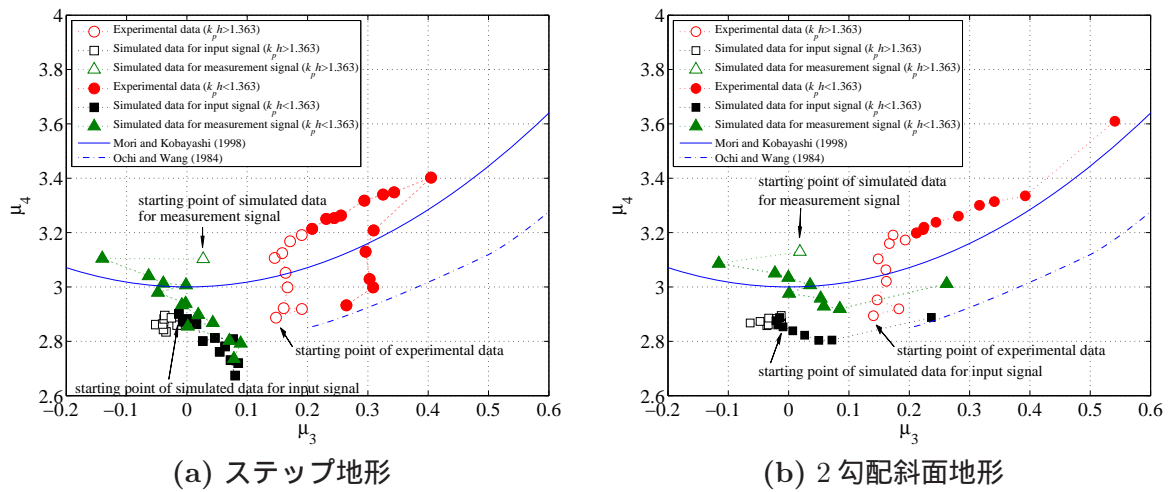 4
3.8
3.6
3.4
3.2
3
2.8
2.6
μ4
−0.2
−0.1
0
0.1
0.2
0.3
0.4
0.5
0.6
μ3
Experimental data (kph>1.363)
Simulated data for input signal (kph>1.363)
Simulated data for measurement signal (kph>1.363)
Experimental data (kph<1.363)
Simulated data for input signal (kph<1.363)
Simulated data for measurement signal (kph<1.363)
Mori and Kobayashi (1998)
Ochi and Wang (1984)
starting point of simulated data
for measurement signal
starting point of experimental data
starting point of simulated data for input signal
(a) ステップ地形
4
3.8
3.6
3.4
3.2
3
2.8
2.6
μ4
−0.2
−0.1
0
0.1
0.2
0.3
0.4
0.5
0.6
μ3
Experimental data (kph>1.363)
Simulated data for input signal (kph>1.363)
Simulated data for measurement signal (kph>1.363)
Experimental data (kph<1.363)
Simulated data for input signal (kph<1.363)
Simulated data for measurement signal (kph<1.363)
Mori and Kobayashi (1998)
Ochi and Wang (1984)
starting point of simulated data
for measurement signal
starting point of experimental data
starting point of simulated data for input signal
(b) 2 勾配斜面地形